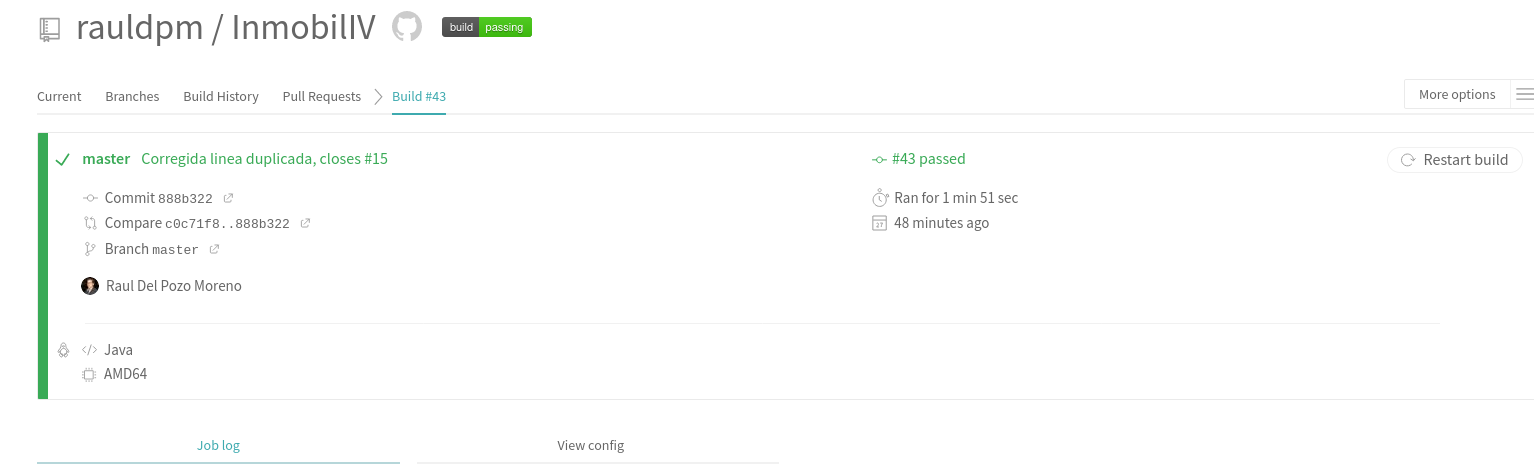 rauldpm / InmobilIV build passing
Current Branches Build History Pull Requests Build #43 More options
master Corregida linea duplicada, closes #15 #43 passed Restart build
Commit 888b322 Ran for 1 min 51 sec
Compare c0c71f8..888b322 27 48 minutes ago
Branch master
Raul Del Pozo Moreno
</> Java
AMD64
Job log View config